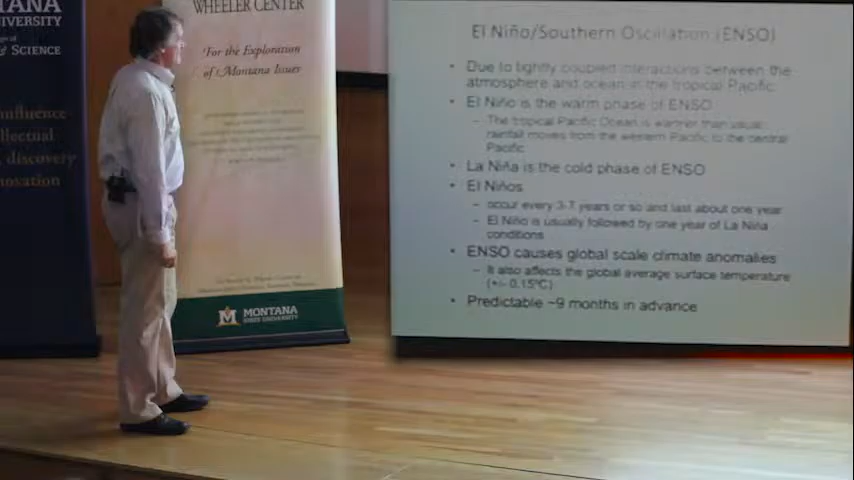 TANA
UNIVERSITY
& SCIENCE
nfluence
llectual
discovery
novation
WHEELER CENTER
For the Exploration
of Montana Issues
M MONTANA
STATE UNIVERSITY
El Niño/Southern Oscillation (ENSO)
• Due to tightly coupled interactions between the
atmosphere and ocean in the tropical Pacific
• El Niño is the warm phase of ENSO
– The tropical Pacific Ocean is warmer than usual;
rainfall moves from the western Pacific to the central
Pacific
• La Niña is the cold phase of ENSO
• El Niños
– occur every 3-7 years or so and last about one year
– El Niño is usually followed by one year of La Niña
conditions
• ENSO causes global scale climate anomalies
– It also affects the global average surface temperature
(+/- 0.15ºC)
• Predictable ~9 months in advance